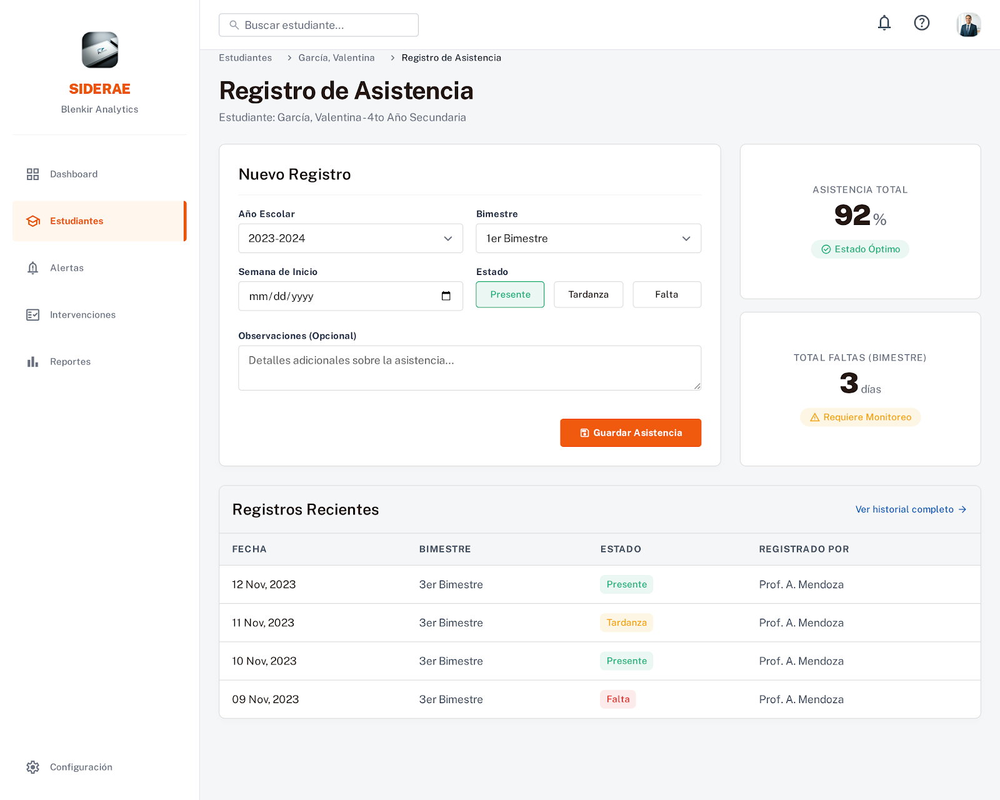 SIDERAE
Blenkir Analytics
Dashboard
Estudiantes
Alertas
Intervenciones
Reportes
Configuración
Buscar estudiante...
Estudiantes > García, Valentina > Registro de Asistencia
Registro de Asistencia
Estudiante: García, Valentina - 4to Año Secundaria
Nuevo Registro
Año Escolar
2023-2024
Bimestre
1er Bimestre
Semana de Inicio
mm/dd/yyyy
Estado
Presente
Tardanza
Falta
Observaciones (Opcional)
Detalles adicionales sobre la asistencia...
Guardar Asistencia
ASISTENCIA TOTAL
92 %
Estado Óptimo
TOTAL FALTAS (BIMESTRE)
3 días
Requiere Monitoreo
Registros Recientes
Ver historial completo →
FECHA BIMESTRE ESTADO REGISTRADO POR
12 Nov, 2023 3er Bimestre Presente Prof. A. Mendoza
11 Nov, 2023 3er Bimestre Tardanza Prof. A. Mendoza
10 Nov, 2023 3er Bimestre Presente Prof. A. Mendoza
09 Nov, 2023 3er Bimestre Falta Prof. A. Mendoza